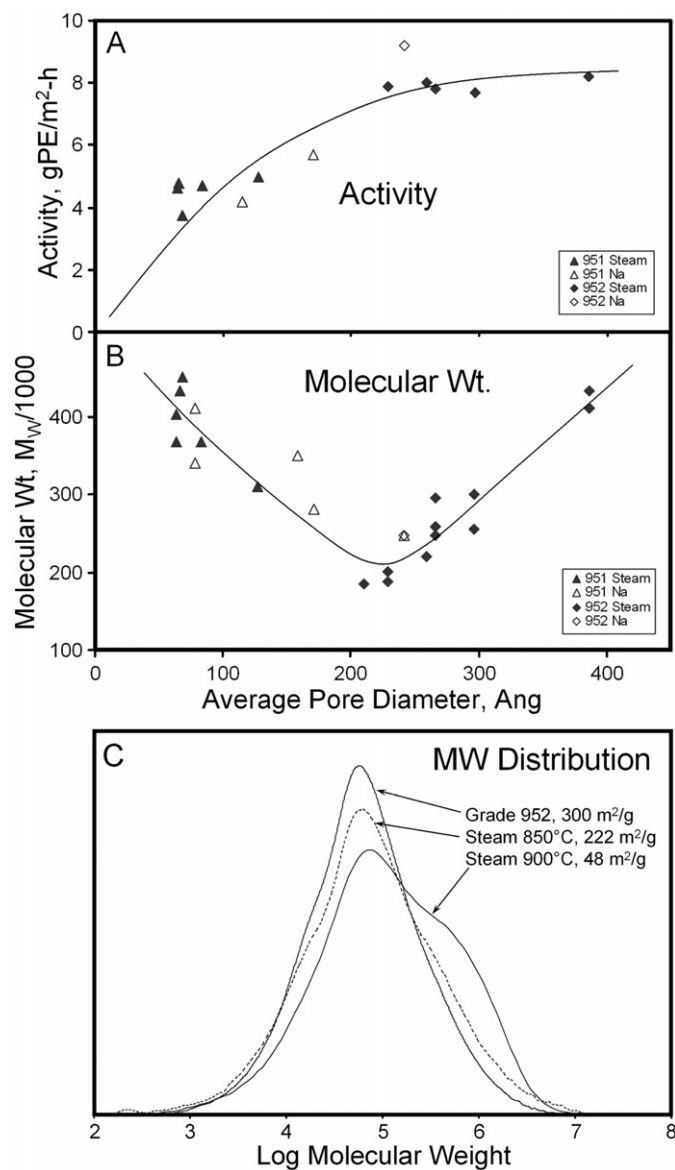 A
Activity, gPE/m²-h
10
8
6
4
2
0
Activity
▲ 951 Steam
△ 951 Na
◆ 952 Steam
◇ 952 Na
B
Molecular Wt.
Molecular Wt, M_W/1000
400
300
200
100
▲ 951 Steam
△ 951 Na
◆ 952 Steam
◇ 952 Na
0 100 200 300 400
Average Pore Diameter, Ang
C
MW Distribution
Grade 952, 300 m²/g
Steam 850°C, 222 m²/g
Steam 900°C, 48 m²/g
2 3 4 5 6 7 8
Log Molecular Weight